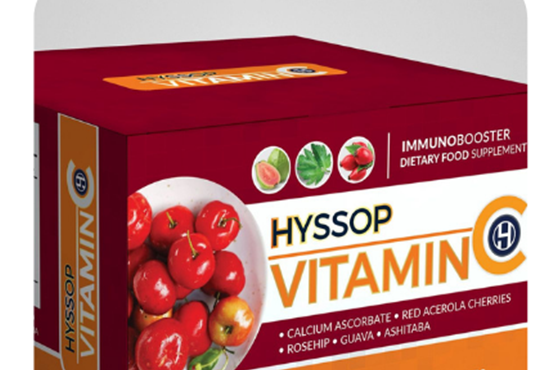 HYSSOP
VITAMIN C
IMMUNOBOOSTER
DIETARY FOOD SUPPLEMENT
HYSSOP
VITAMIN C
• CALCIUM ASCORBATE • RED ACEROLA CHERRIES
• ROSEHIP • GUAVA • ASHITABA
HYSSOP
VITAMIN C